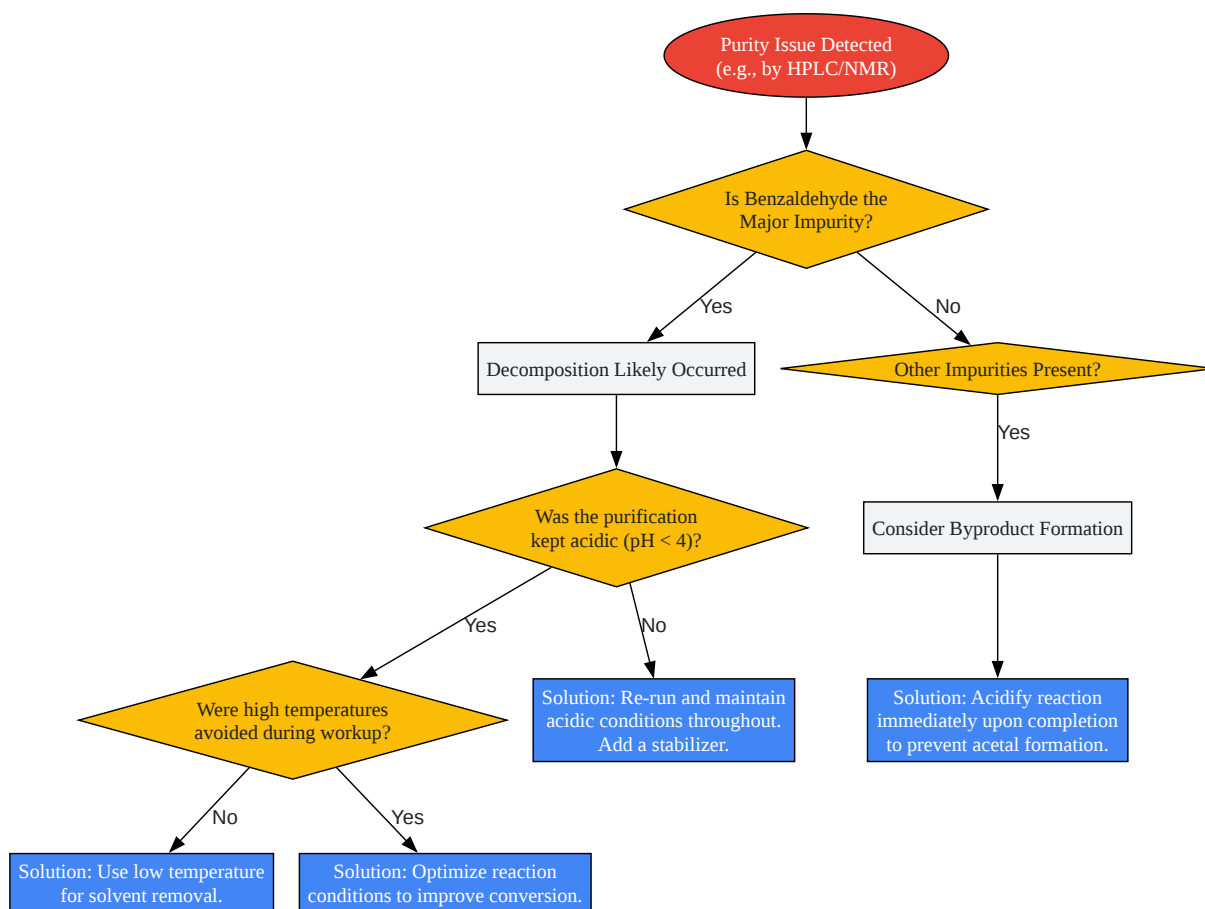 Purity Issue Detected
(e.g., by HPLC/NMR)
Is Benzaldehyde the
Major Impurity?
Yes
No
Decomposition Likely Occurred
Other Impurities Present?
Yes
Was the purification
kept acidic (pH < 4)?
Consider Byproduct Formation
Yes
No
Were high temperatures
avoided during workup?
Solution: Re-run and maintain
acidic conditions throughout.
Add a stabilizer.
Solution: Acidify reaction
immediately upon completion
to prevent acetal formation.
No
Yes
Solution: Use low temperature
for solvent removal.
Solution: Optimize reaction
conditions to improve conversion.